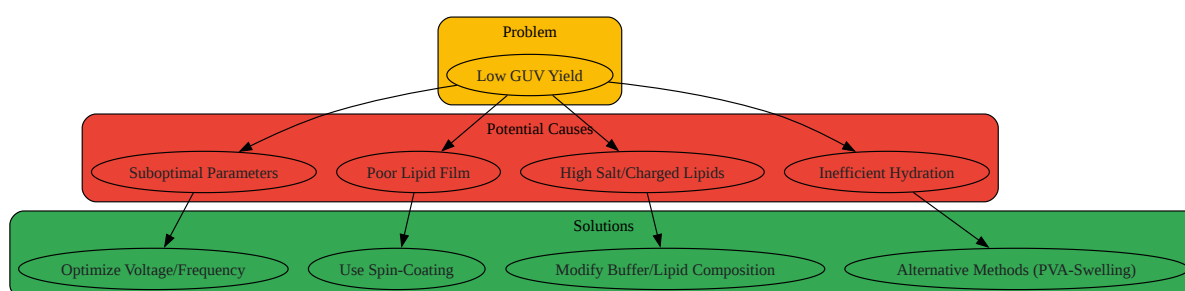 Problem
Low GUV Yield
Potential Causes
Suboptimal Parameters
Poor Lipid Film
High Salt/Charged Lipids
Inefficient Hydration
Solutions
Optimize Voltage/Frequency
Use Spin-Coating
Modify Buffer/Lipid Composition
Alternative Methods (PVA-Swelling)